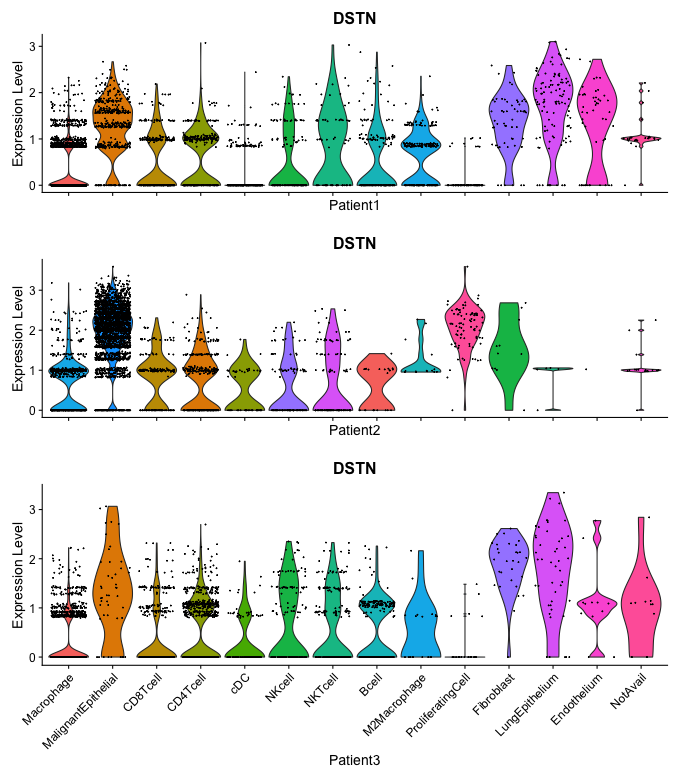 DSTN
Expression Level
3
2
1
0
Patient1
DSTN
Expression Level
3
2
1
0
Patient2
DSTN
Expression Level
3
2
1
0
Macrophage
MalignantEpithelial
CD8Tcell
CD4Tcell
cDC
NKcell
NKTcell
Bcell
M2Macrophage
ProliferatingCell
Fibroblast
LungEpithelium
Endothelium
NotAvail
Patient3